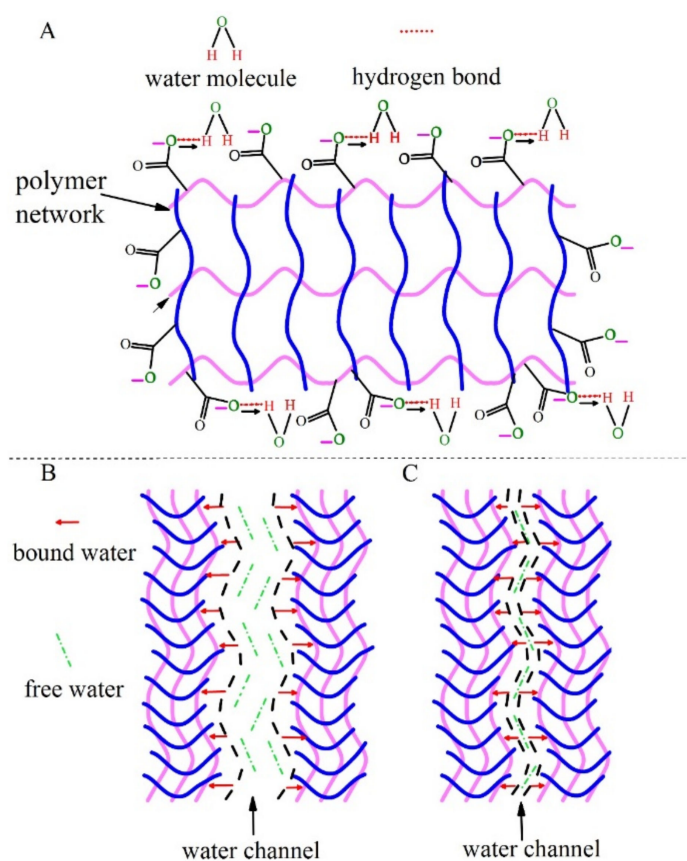 A
O
H H
water molecule
hydrogen bond
O
O H H
O
O
O
O
O H H
O
O
O
O
O H H
O
polymer
network
O
O
O
O
O
O
O
O
O
O H H
O
O
O
O
O H H
O
O
O
O
O H H
O
B
C
bound water
free water
water channel
water channel